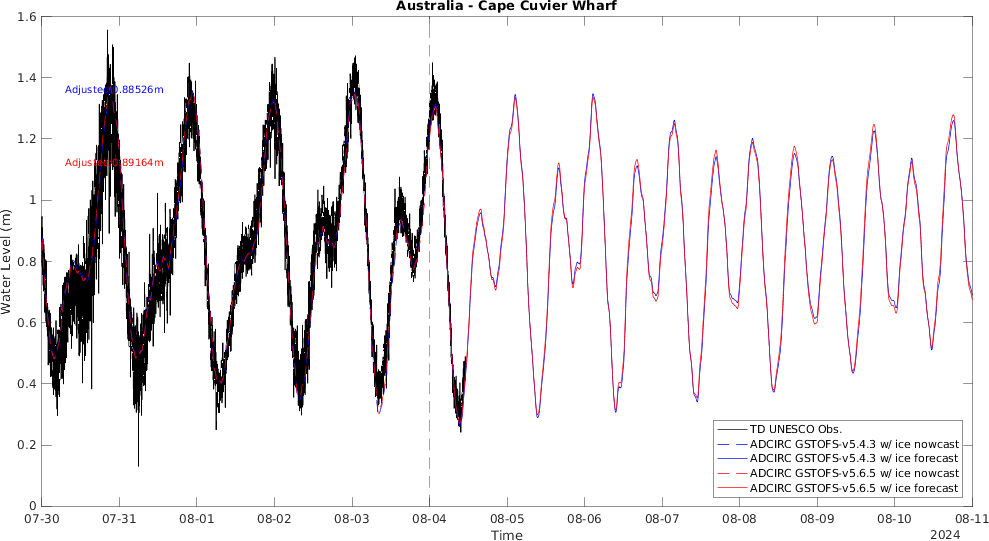 Australia - Cape Cuvier Wharf
1.6
1.4
1.2
1
0.8
0.6
0.4
0.2
0
Water Level (m)
Adjusted 0.88526m
Adjusted 0.89164m
TD UNESCO Obs.
ADCIRC GSTOFS-v5.4.3 w/ ice nowcast
ADCIRC GSTOFS-v5.4.3 w/ ice forecast
ADCIRC GSTOFS-v5.6.5 w/ ice nowcast
ADCIRC GSTOFS-v5.6.5 w/ ice forecast
07-30 07-31 08-01 08-02 08-03 08-04 08-05 08-06 08-07 08-08 08-09 08-10 08-11
Time
2024